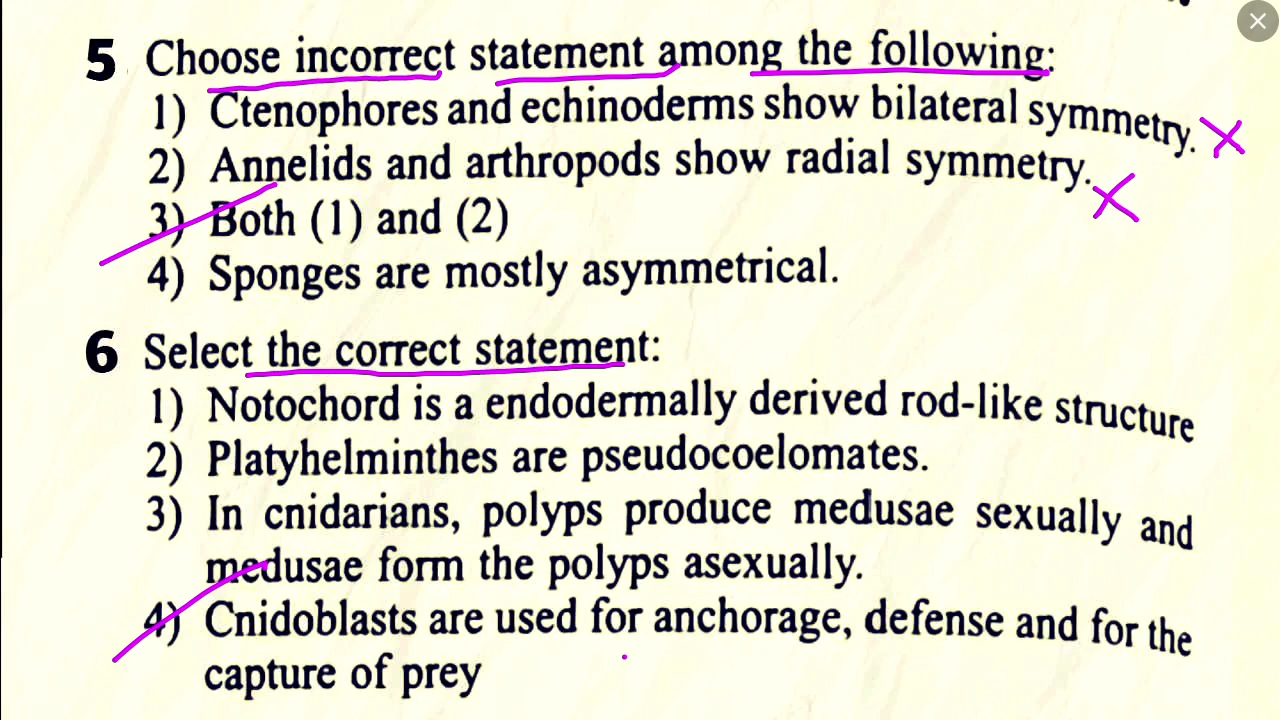 5 Choose incorrect statement among the following:
1) Ctenophores and echinoderms show bilateral symmetry.
2) Annelids and arthropods show radial symmetry.
3) Both (1) and (2)
4) Sponges are mostly asymmetrical.
6 Select the correct statement:
1) Notochord is a endodermally derived rod-like structure
2) Platyhelminthes are pseudocoelomates.
3) In cnidarians, polyps produce medusae sexually and
medusae form the polyps asexually.
4) Cnidoblasts are used for anchorage, defense and for the
capture of prey